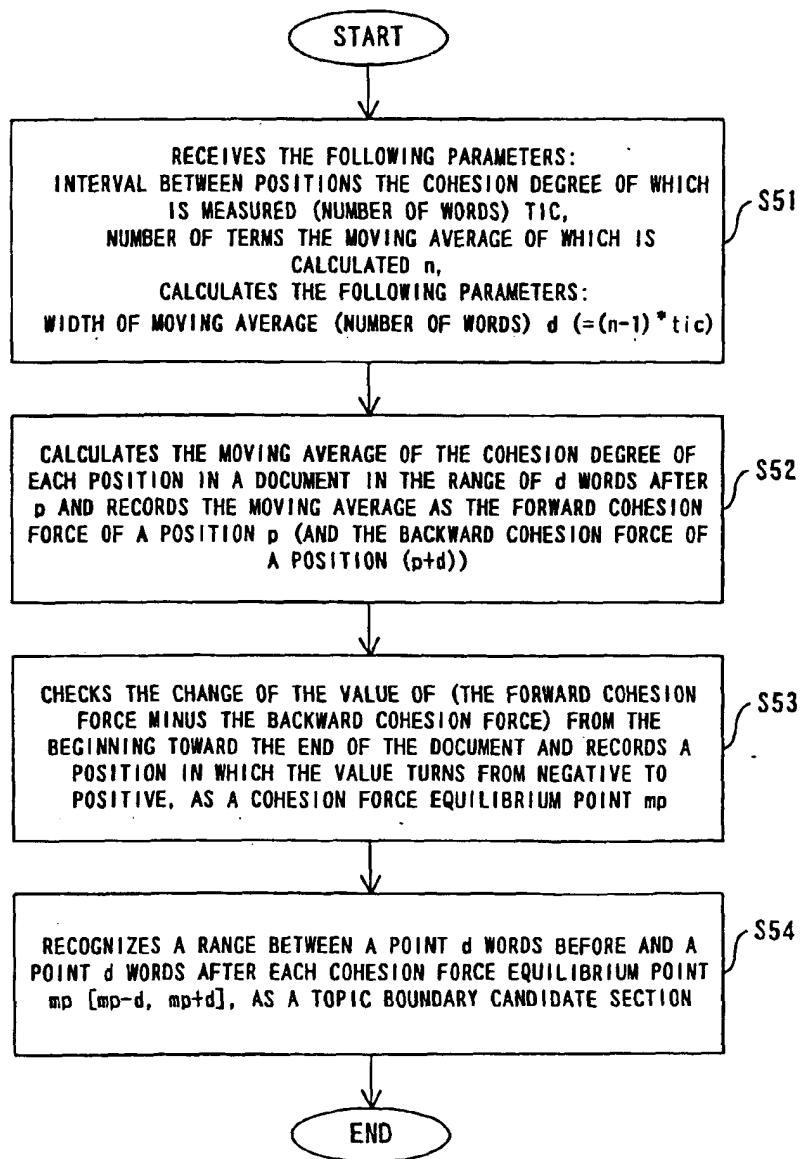 START
RECEIVES THE FOLLOWING PARAMETERS:
INTERVAL BETWEEN POSITIONS THE COHESION DEGREE OF WHICH
IS MEASURED (NUMBER OF WORDS) TIC,
NUMBER OF TERMS THE MOVING AVERAGE OF WHICH IS
CALCULATED n,
CALCULATES THE FOLLOWING PARAMETERS:
WIDTH OF MOVING AVERAGE (NUMBER OF WORDS) d (=(n-1)*tic)
S51
CALCULATES THE MOVING AVERAGE OF THE COHESION DEGREE OF
EACH POSITION IN A DOCUMENT IN THE RANGE OF d WORDS AFTER
p AND RECORDS THE MOVING AVERAGE AS THE FORWARD COHESION
FORCE OF A POSITION p (AND THE BACKWARD COHESION FORCE OF
A POSITION (p+d))
S52
CHECKS THE CHANGE OF THE VALUE OF (THE FORWARD COHESION
FORCE MINUS THE BACKWARD COHESION FORCE) FROM THE
BEGINNING TOWARD THE END OF THE DOCUMENT AND RECORDS A
POSITION IN WHICH THE VALUE TURNS FROM NEGATIVE TO
POSITIVE, AS A COHESION FORCE EQUILIBRIUM POINT mp
S53
RECOGNIZES A RANGE BETWEEN A POINT d WORDS BEFORE AND A
POINT d WORDS AFTER EACH COHESION FORCE EQUILIBRIUM POINT
mp [mp-d, mp+d], AS A TOPIC BOUNDARY CANDIDATE SECTION
S54
END